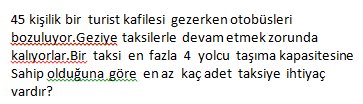 45 kişilik bir turist kafilesi gezerken otobüsleri
bozuluyor.Geziye taksilerle devam etmek zorunda
kalıyorlar.Bir taksi en fazla 4 yolcu taşıma kapasitesine
Sahip olduğuna göre en az kaç adet taksiye ihtiyaç
vardır?